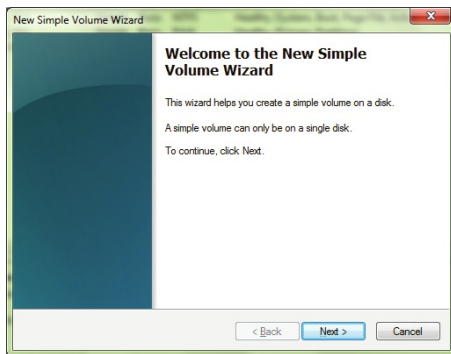 New Simple Volume Wizard
Welcome to the New Simple
Volume Wizard
This wizard helps you create a simple volume on a disk.
A simple volume can only be on a single disk.
To continue, click Next.
< Back
Next >
Cancel